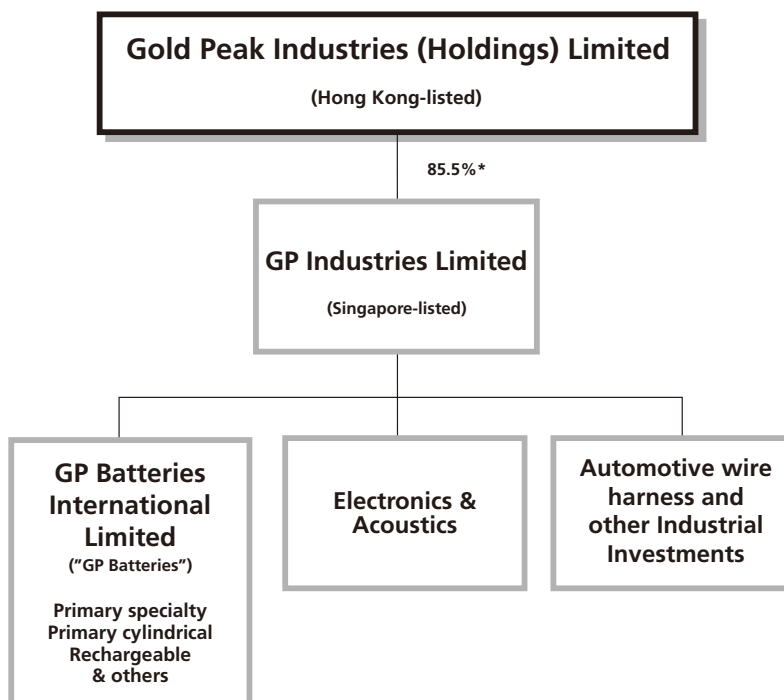 Gold Peak Industries (Holdings) Limited
(Hong Kong-listed)
85.5%*
GP Industries Limited
(Singapore-listed)
GP Batteries
International
Limited
("GP Batteries")
Primary specialty
Primary cylindrical
Rechargeable
& others
Electronics &
Acoustics
Automotive wire
harness and
other Industrial
Investments